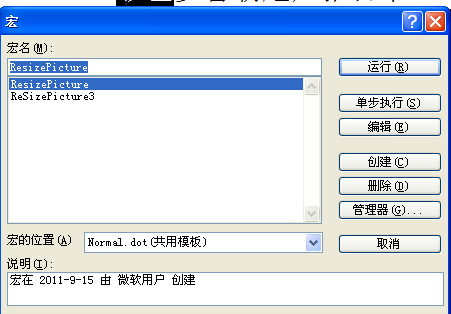 宏
宏名(M):
ResizePicture
运行(R)
ResizePicture
ReSizePicture3
单步执行(S)
编辑(E)
创建(C)
删除(D)
管理器(G)...
宏的位置(A)
Normal.dot(共用模板)
取消
说明(I):
宏在 2011-9-15 由 微软用户 创建